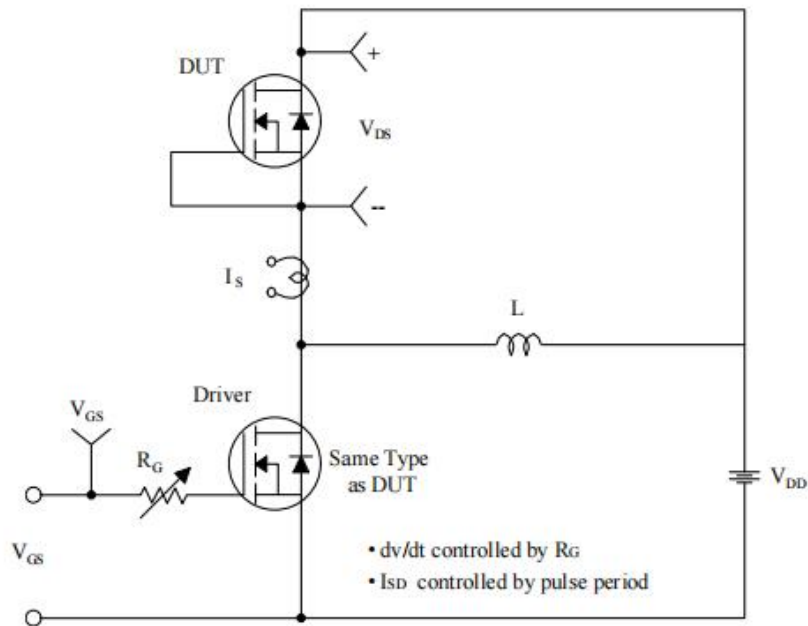 DUT
+
VDS
--
IS
L
Driver
VGS
RG
Same Type
as DUT
VDD
VGS
• dv/dt controlled by RG
• ISD controlled by pulse period